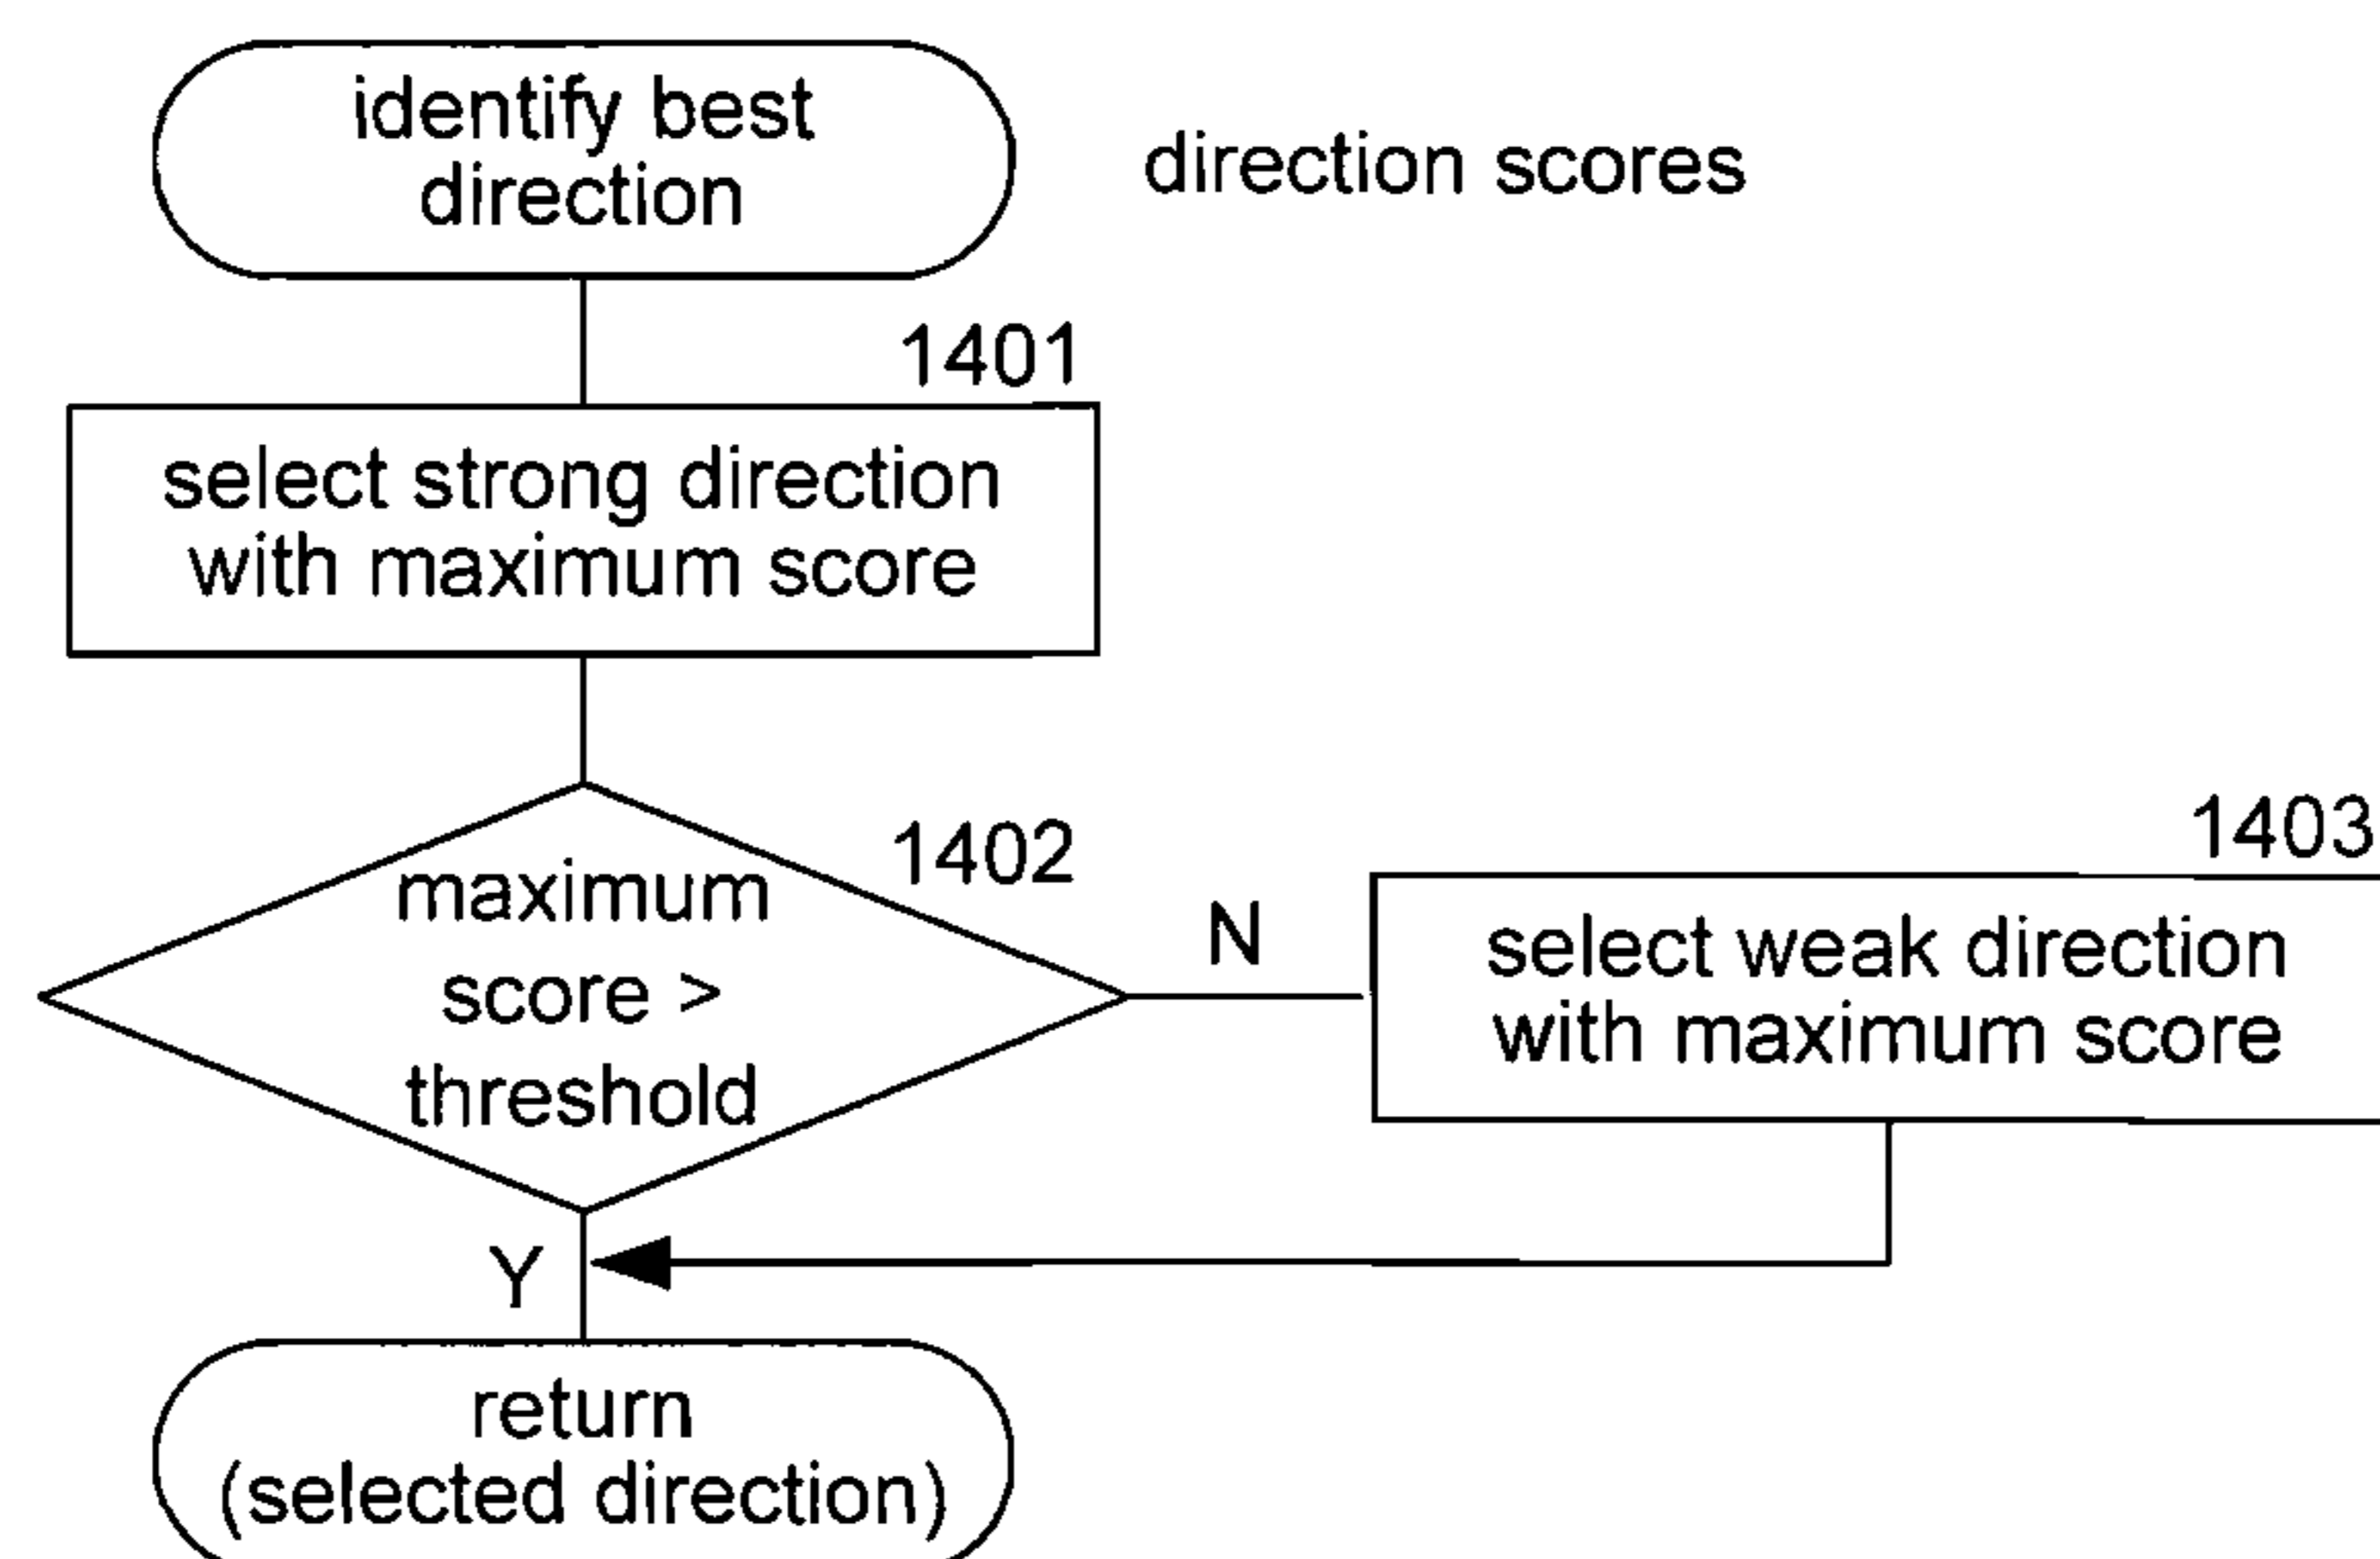 identify best
direction
direction scores
1401
select strong direction
with maximum score
1402
maximum
score >
threshold
N
1403
select weak direction
with maximum score
Y
return
(selected direction)